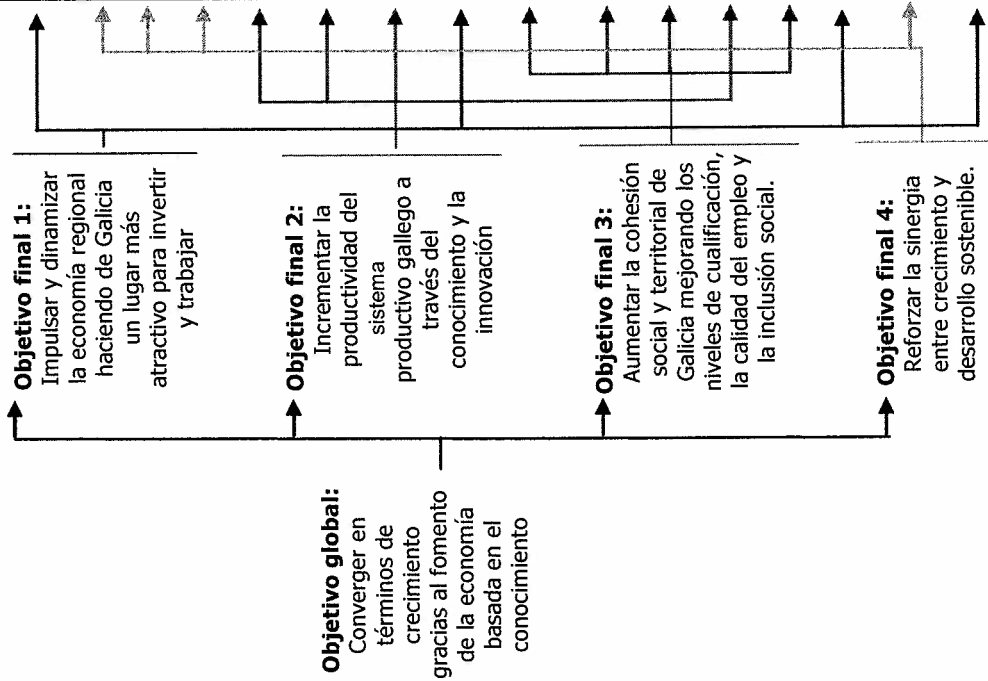 Objetivo global:
Converger en
términos de
crecimiento
gracias al fomento
de la economía
basada en el
conocimiento
Objetivo final 1:
Impulsar y dinamizar
la economía regional
haciendo de Galicia
un lugar más
atractivo para invertir
y trabajar
Objetivo final 2:
Incrementar la
productividad del
sistema
productivo gallego a
través del
conocimiento y la
innovación
Objetivo final 3:
Aumentar la cohesión
social y territorial de
Galicia mejorando los
niveles de cualificación,
la calidad del empleo y
la inclusión social.
Objetivo final 4:
Reforzar la sinergia
entre crecimiento y
desarrollo sostenible.